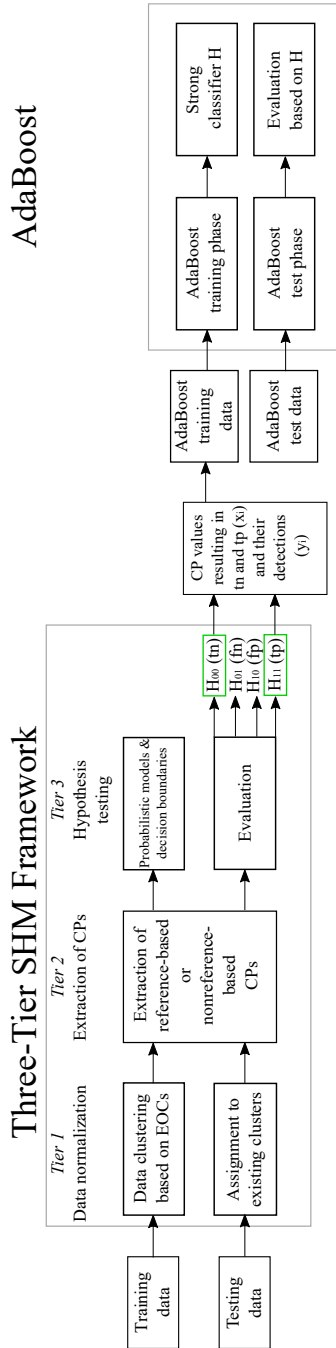 Three-Tier SHM Framework
AdaBoost
Tier 1
Data normalization
Tier 2
Extraction of CPs
Tier 3
Hypothesis
testing
Training
data
Data clustering
based on EOCs
Testing
data
Assignment to
existing clusters
Extraction of
reference-based
or
nonreference-
based
CPs
Probabilistic models &
decision boundaries
Evaluation
H₀₀ (tn)
H₀₁ (fn)
H₁₀ (fp)
H₁₁ (tp)
CP values
resulting in
tn and tp (xᵢ)
and their
detections
(yᵢ)
AdaBoost
training
data
AdaBoost
test data
AdaBoost
training phase
AdaBoost
test phase
Strong
classifier H
Evaluation
based on H